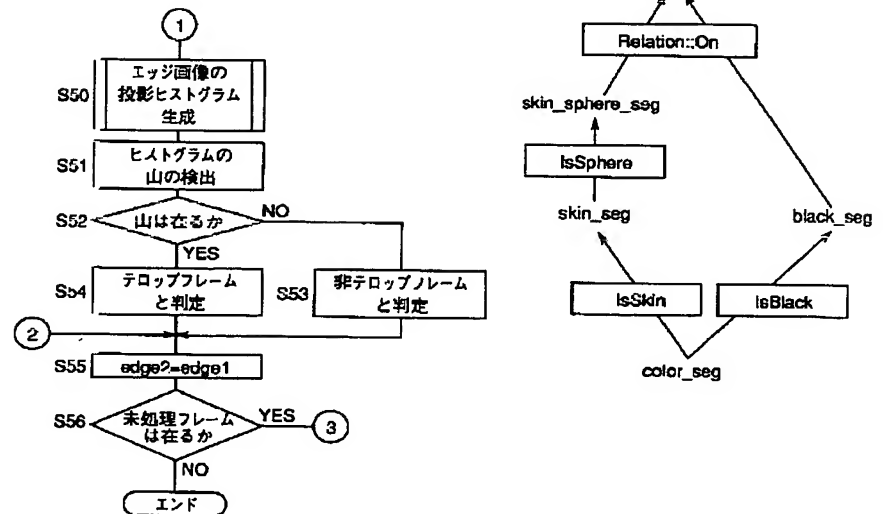 1
S50
エッジ画像の
投影ヒストグラム
生成
S51
ヒストグラムの
山の検出
S52
山は在るか
NO
YES
S54
テロップフレーム
と判定
S53
非テロップフレーム
と判定
2
S55
edge2=edge1
S56
未処理フレーム
は在るか
YES
3
NO
エンド
Relation::On
skin_sphere_seg
IsSphere
skin_seg
black_seg
IsSkin
IsBlack
color_seg